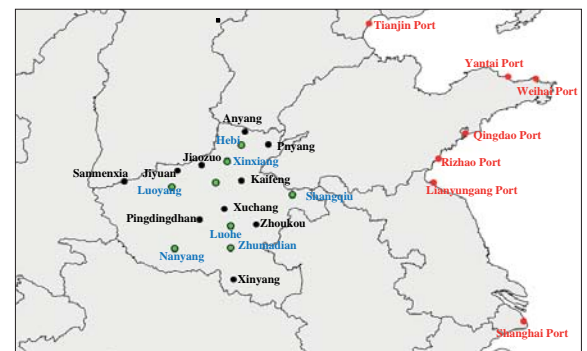 Tianjin Port
Yantai Port
Weihai Port
Anyang
Qingdao Port
Hebi
Pnyang
Jiaozuo
Xinxiang
Rizhao Port
Sanmenxia
Jiyuan
Kaifeng
Lianyungang Port
Luoyang
Shangqiu
Xuchang
Pingdingdhan
Zhoukou
Luohe
Zhumadian
Nanyang
Xinyang
Shanghai Port